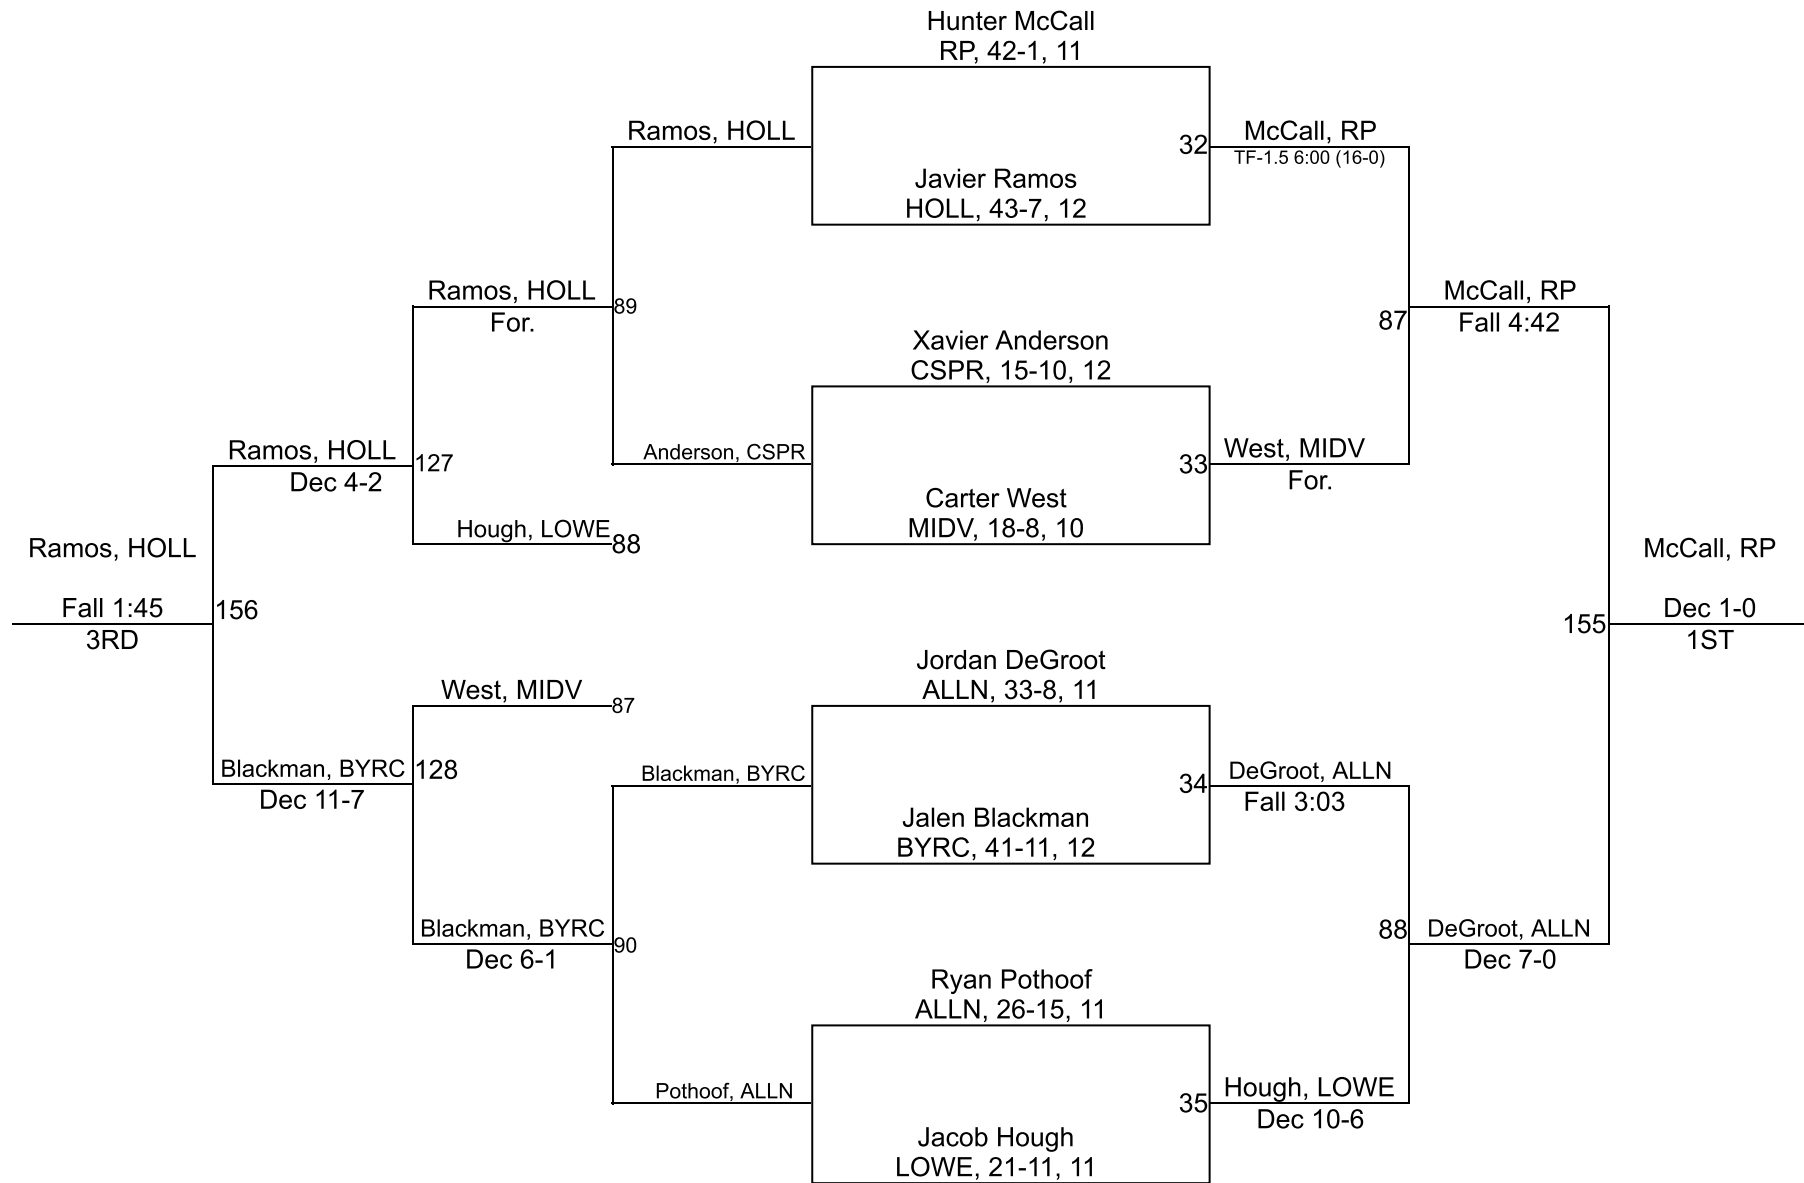 Hunter McCall
RP, 42-1, 11
Ramos, HOLL
32
McCall, RP
TF-1.5 6:00 (16-0)
Javier Ramos
HOLL, 43-7, 12
Ramos, HOLL
For.
89
87
McCall, RP
Fall 4:42
Xavier Anderson
CSPR, 15-10, 12
Ramos, HOLL
Dec 4-2
127
Anderson, CSPR
33
West, MIDV
For.
Carter West
MIDV, 18-8, 10
Hough, LOWE
88
Ramos, HOLL
Fall 1:45
3RD
156
155
McCall, RP
Dec 1-0
1ST
Jordan DeGroot
ALLN, 33-8, 11
West, MIDV
87
Blackman, BYRC
Dec 11-7
128
Blackman, BYRC
34
DeGroot, ALLN
Fall 3:03
Jalen Blackman
BYRC, 41-11, 12
Blackman, BYRC
Dec 6-1
90
88
DeGroot, ALLN
Dec 7-0
Ryan Pothoof
ALLN, 26-15, 11
Pothoof, ALLN
35
Hough, LOWE
Dec 10-6
Jacob Hough
LOWE, 21-11, 11